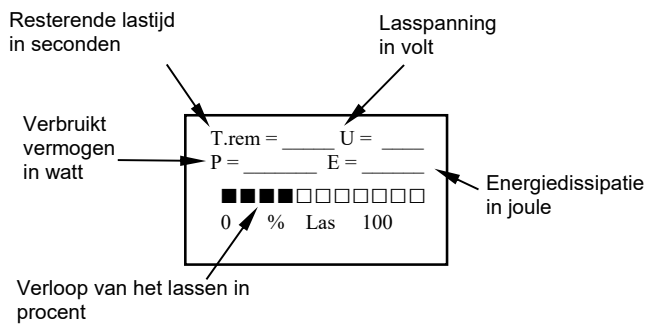 Resterende lastijd
in seconden
Lasspanning
in volt
Verbruikt
vermogen
in watt
T.rem = _____ U = ____
P = _______ E = ______
■■■■□□□□□□□
0 % Las 100
Energiedissipatie
in joule
Verloop van het lassen in
procent